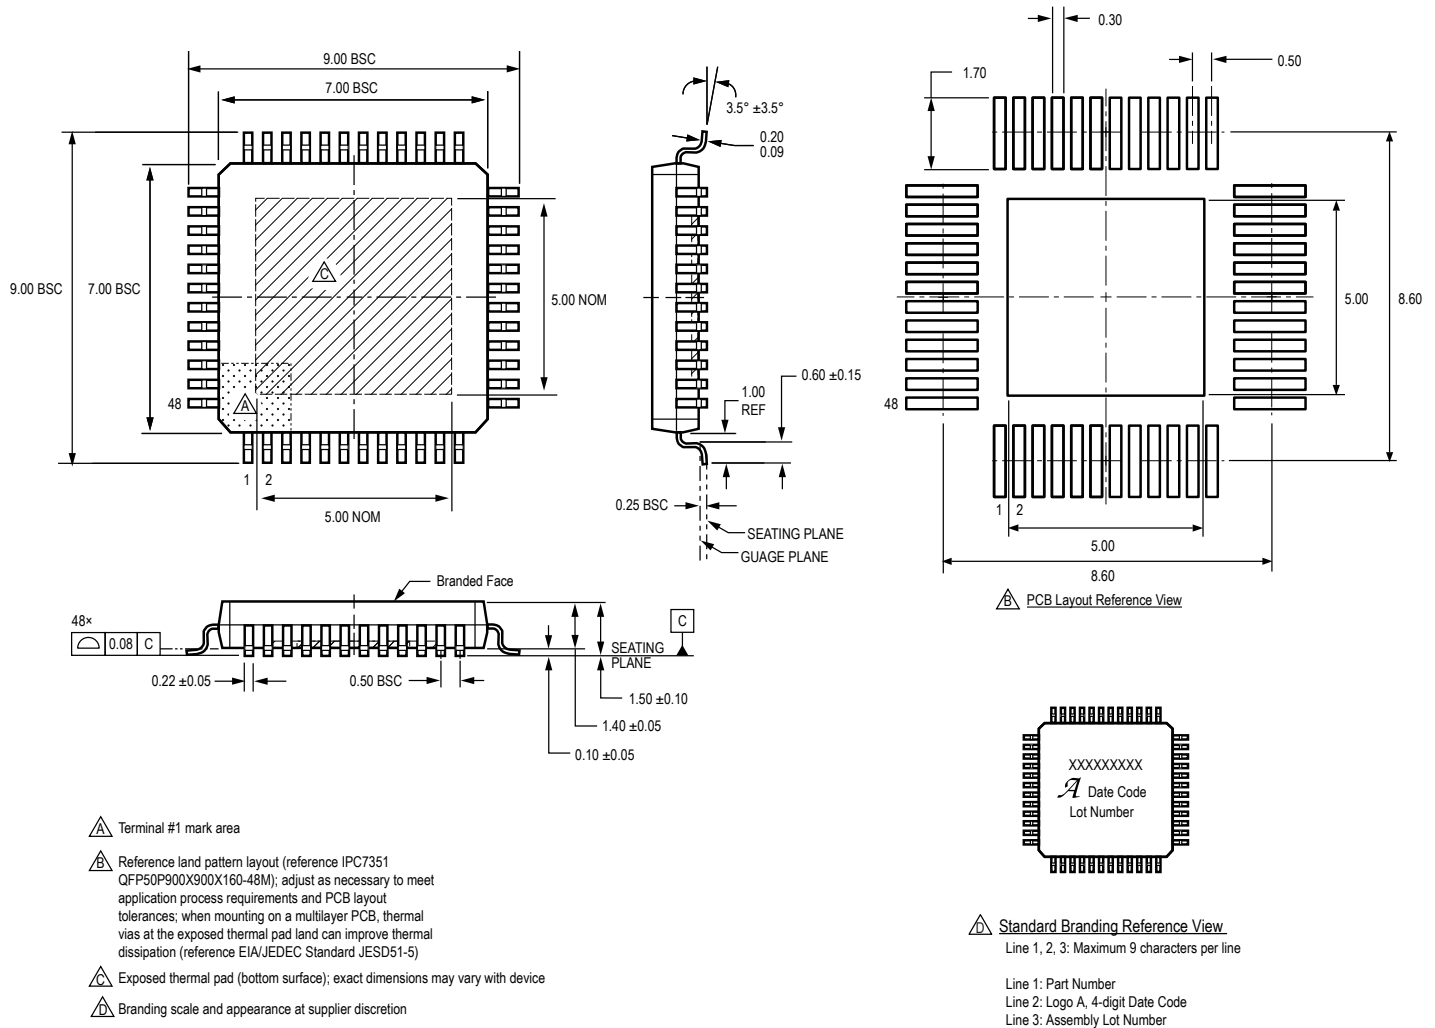 9.00 BSC
7.00 BSC
9.00 BSC
7.00 BSC
C
5.00 NOM
A
48
1 2
5.00 NOM
3.5° ±3.5°
0.20
0.09
0.60 ±0.15
1.00
REF
0.25 BSC
SEATING PLANE
GUAGE PLANE
0.30
0.50
1.70
5.00
8.60
48
1 2
5.00
8.60
B PCB Layout Reference View
Branded Face
48×
0.08 C
C
SEATING
PLANE
0.22 ±0.05
0.50 BSC
1.50 ±0.10
1.40 ±0.05
0.10 ±0.05
XXXXXXXXX
A Date Code
Lot Number
A Terminal #1 mark area
B Reference land pattern layout (reference IPC7351
QFP50P900X900X160-48M); adjust as necessary to meet
application process requirements and PCB layout
tolerances; when mounting on a multilayer PCB, thermal
vias at the exposed thermal pad land can improve thermal
dissipation (reference EIA/JEDEC Standard JESD51-5)
C Exposed thermal pad (bottom surface); exact dimensions may vary with device
D Branding scale and appearance at supplier discretion
D Standard Branding Reference View
Line 1, 2, 3: Maximum 9 characters per line
Line 1: Part Number
Line 2: Logo A, 4-digit Date Code
Line 3: Assembly Lot Number